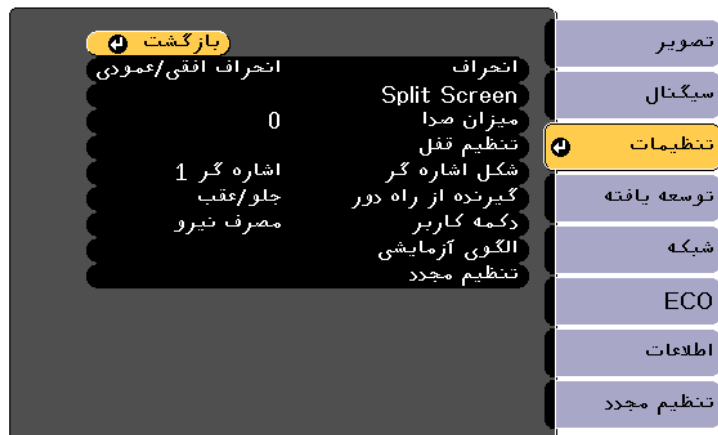 تصویر
سیگنال
تنظیمات
توسعه یافته
شبکه
ECO
اطلاعات
تنظیم مجدد
بازگشت
انحراف انحراف افقی/عمودی
Split Screen
میزان صدا 0
تنظیم قفل
شکل اشاره گر اشاره گر 1
گیرنده از راه دور جلو/عقب
دکمه کاربر مصرف نیرو
الگوی آزمایشی
تنظیم مجدد